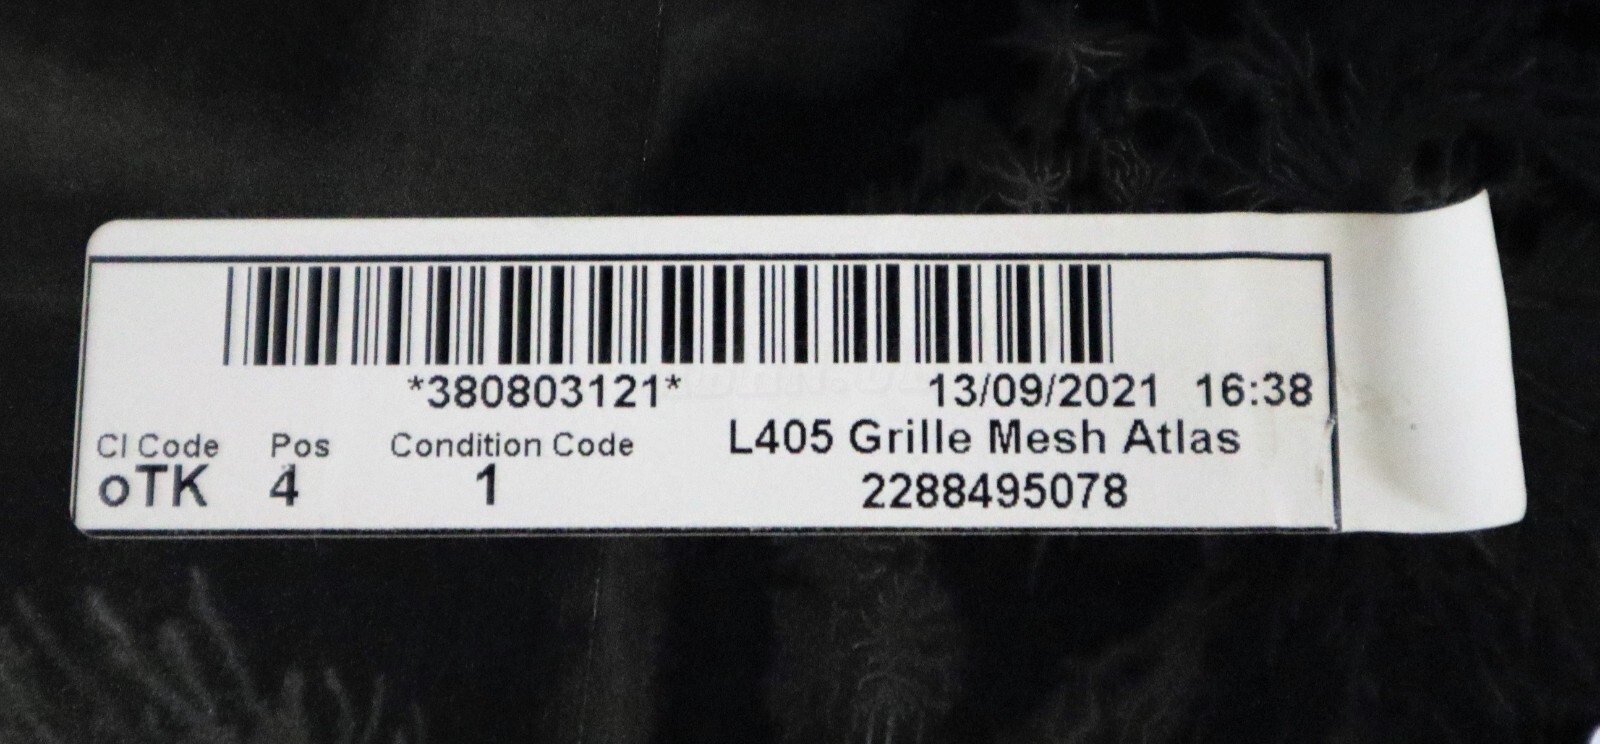 *380803121* 13/09/2021 16:38
CI Code Pos Condition Code L405 Grille Mesh Atlas
oTK 4 1 2288495078